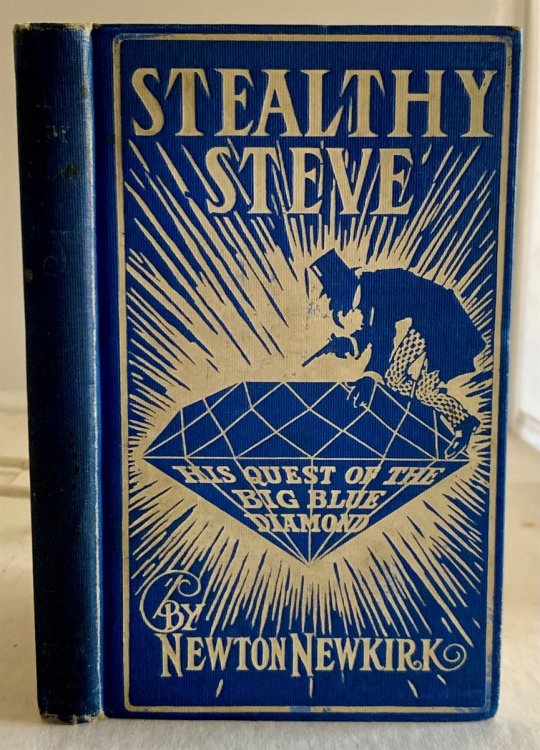 STEALTHY
STEVE
HIS QUEST OF THE
BIG BLUE
DIAMOND
BY
NEWTON NEWKIRK